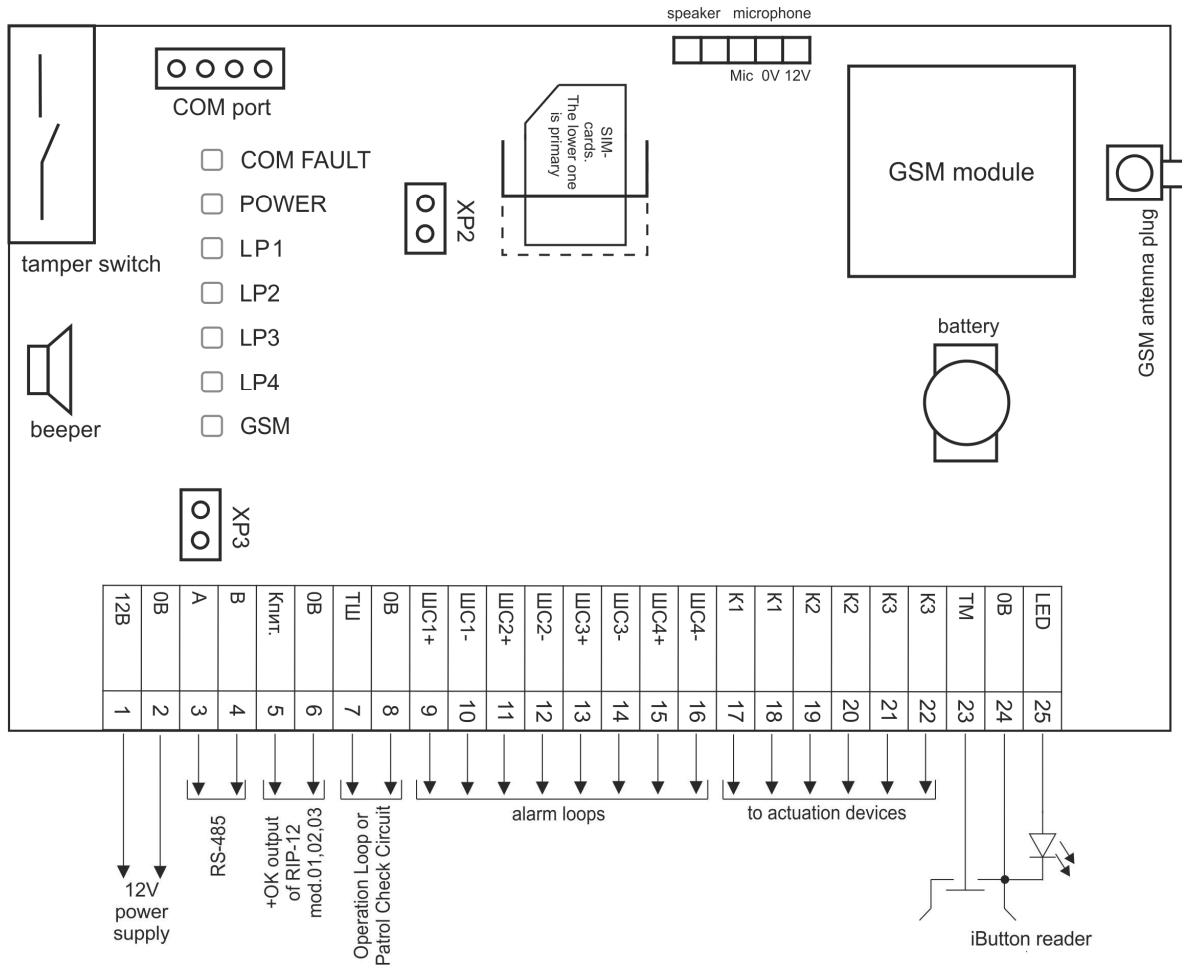 speaker microphone
Mic 0V 12V
COM port
SIM-
cards.
The lower one
is primary
GSM module
COM FAULT
POWER
XP2
LP1
tamper switch
GSM antenna plug
LP2
LP3
battery
LP4
beeper
GSM
XP3
12В 0В А В Кпит. 0В ТШ 0В ШС1+ ШС1- ШС2+ ШС2- ШС3+ ШС3- ШС4+ ШС4- К1 К1 К2 К2 К3 К3 ТМ 0В LED
1 2 3 4 5 6 7 8 9 10 11 12 13 14 15 16 17 18 19 20 21 22 23 24 25
12V
power
supply
RS-485
+OK output
of RIP-12
mod.01,02,03
Operation Loop or
Patrol Check Circuit
alarm loops
to actuation devices
iButton reader